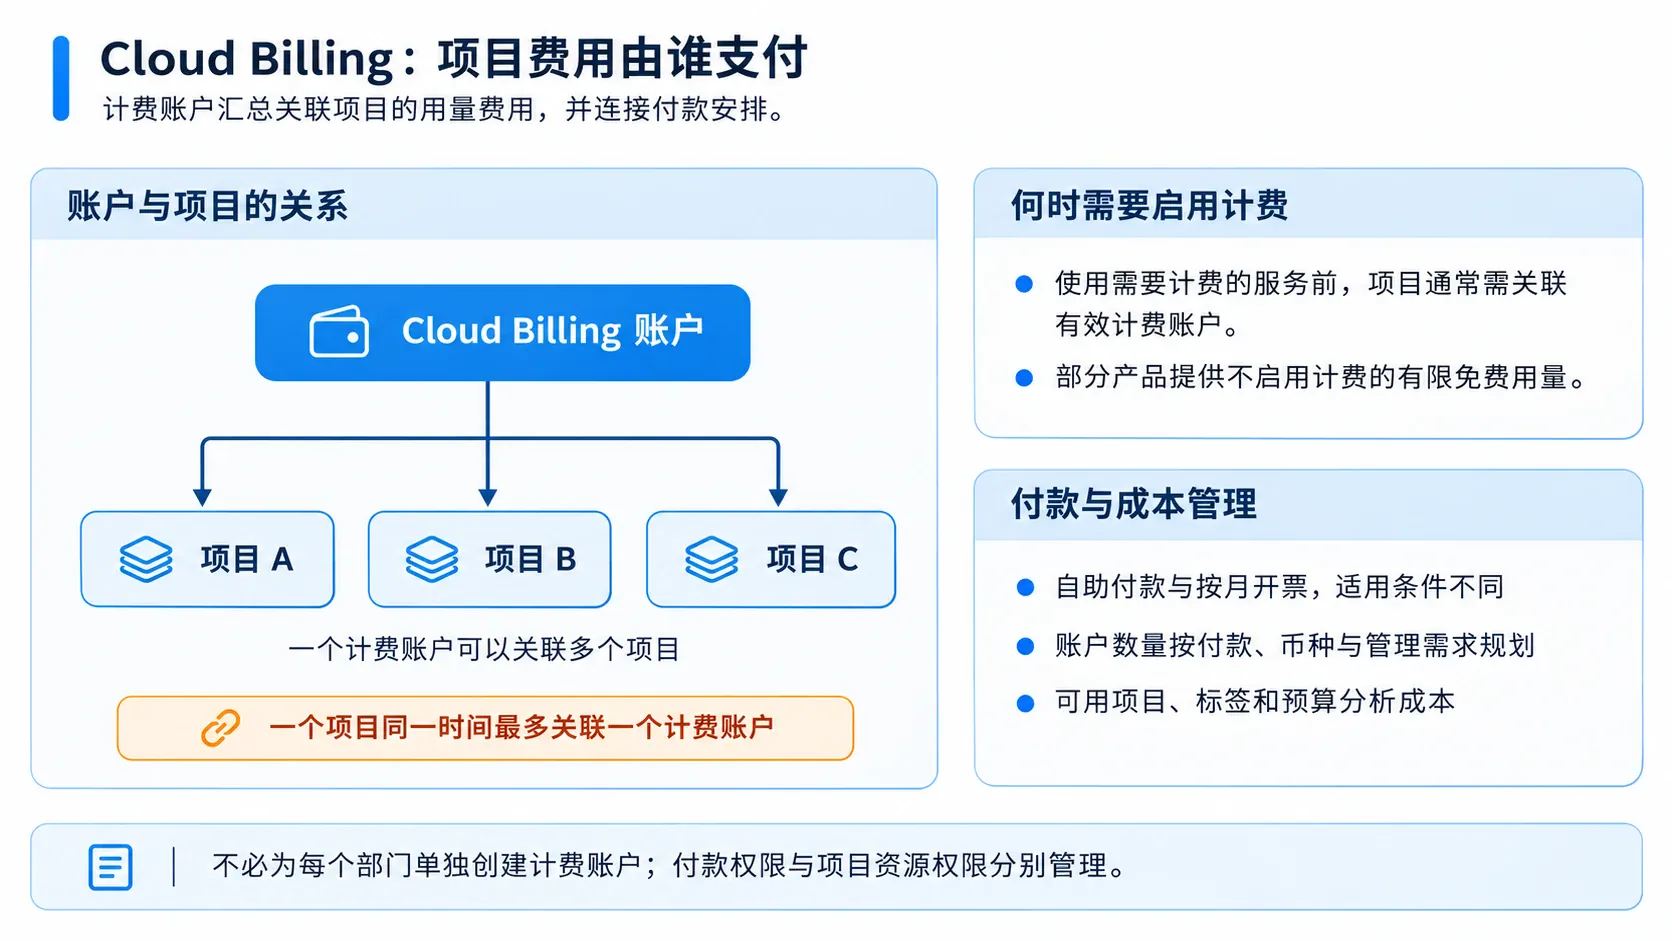 Cloud Billing：项目费用由谁支付
计费账户汇总关联项目的用量费用，并连接付款安排。
账户与项目的关系
Cloud Billing 账户
项目 A
项目 B
项目 C
一个计费账户可以关联多个项目
一个项目同一时间最多关联一个计费账户
何时需要启用计费
使用需要计费的服务前，项目通常需关联
有效计费账户。
部分产品提供不启用计费的有限免费用量。
付款与成本管理
自助付款与按月开票，适用条件不同
账户数量按付款、币种与管理需求规划
可用项目、标签和预算分析成本
不必为每个部门单独创建计费账户；付款权限与项目资源权限分别管理。